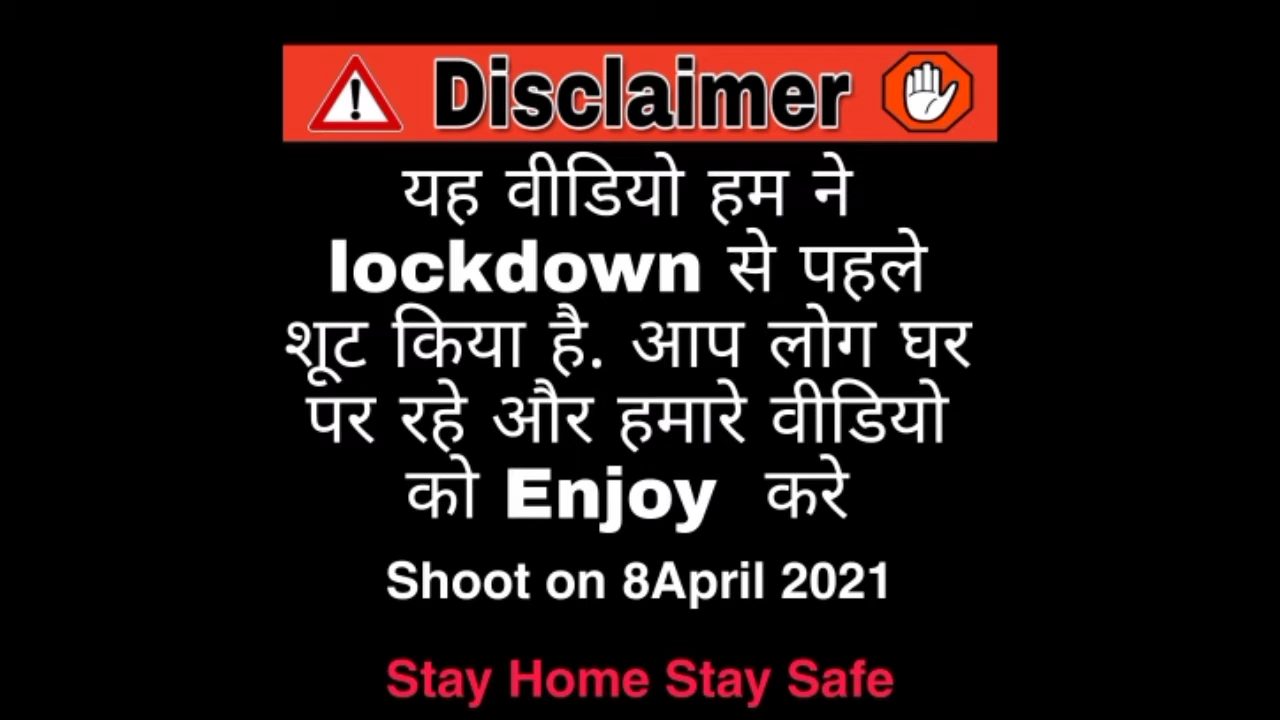 Disclaimer
यह वीडियो हम ने
lockdown से पहले
शूट किया है. आप लोग घर
पर रहे और हमारे वीडियो
को Enjoy करे
Shoot on 8April 2021
Stay Home Stay Safe